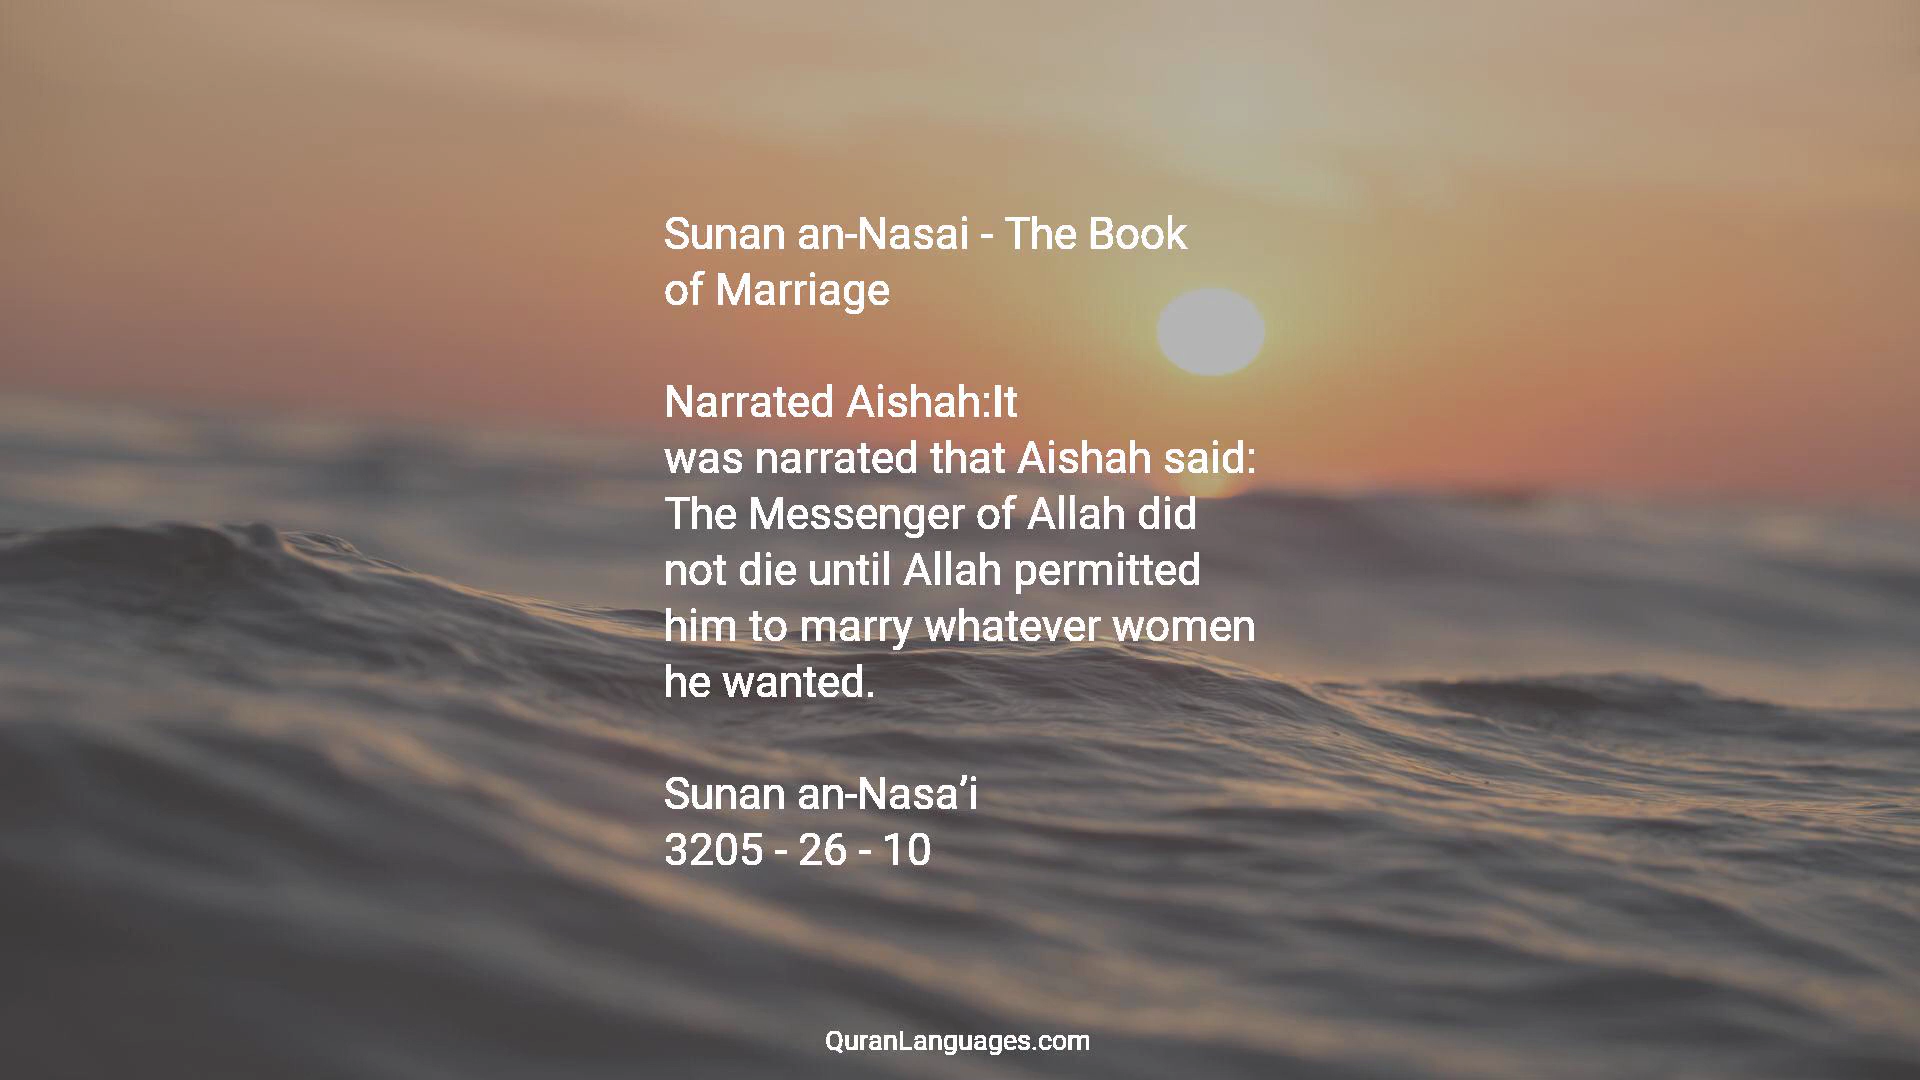 Sunan an-Nasai - The Book
of Marriage
Narrated Aishah:It
was narrated that Aishah said:
The Messenger of Allah did
not die until Allah permitted
him to marry whatever women
he wanted.
Sunan an-Nasa’i
3205 - 26 - 10
QuranLanguages.com